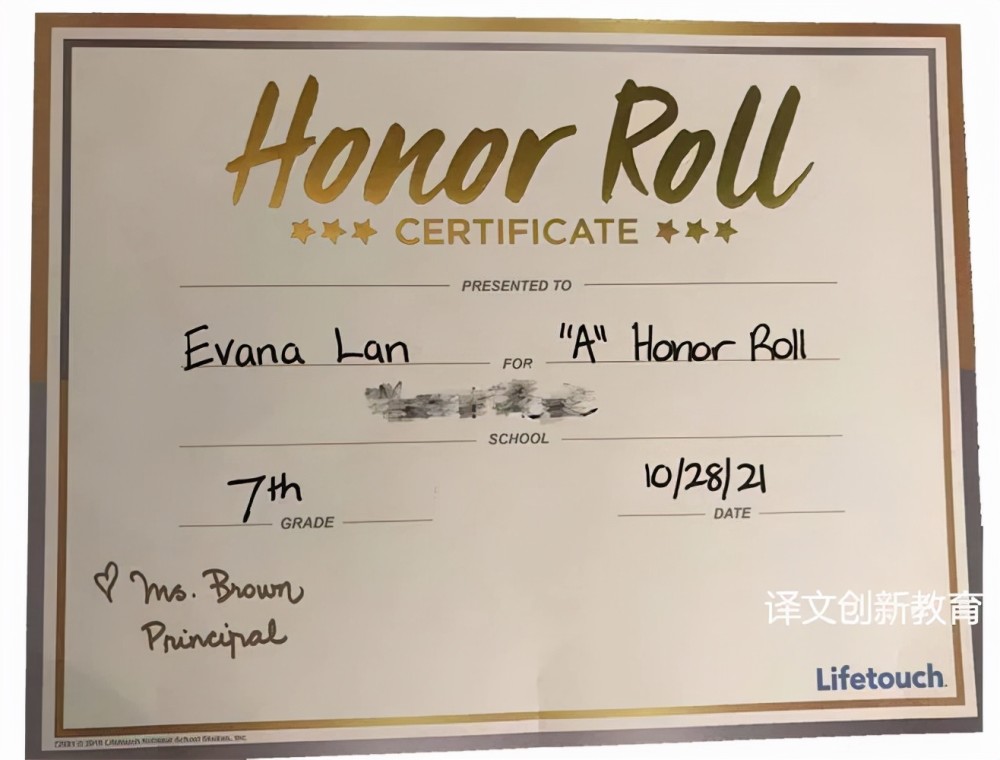 Honor Roll
CERTIFICATE
PRESENTED TO
Evana Lan FOR "A" Honor Roll
SCHOOL
7th 10/28/21
GRADE DATE
♡ Ms. Brown
Principal
译文创新教育
Lifetouch.